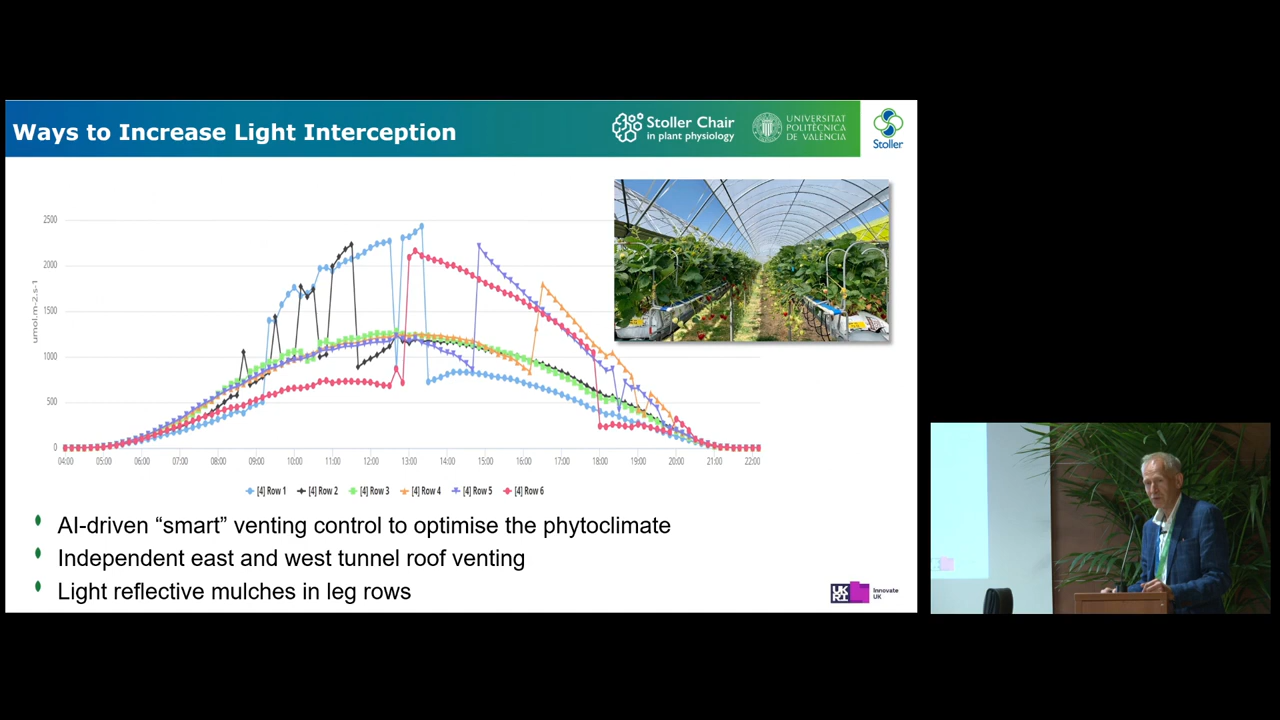 Ways to Increase Light Interception
Stoller Chair
in plant physiology
UNIVERSITAT
POLITÈCNICA
DE VALÈNCIA
Stoller
2500
2000
1500
1000
500
0
umol.m-2.s-1
04:00 05:00 06:00 07:00 08:00 09:00 10:00 11:00 12:00 13:00 14:00 15:00 16:00 17:00 18:00 19:00 20:00 21:00 22:00
[4] Row 1 [4] Row 2 [4] Row 3 [4] Row 4 [4] Row 5 [4] Row 6
AI-driven “smart” venting control to optimise the phytoclimate
Independent east and west tunnel roof venting
Light reflective mulches in leg rows
UKRI
Innovate
UK